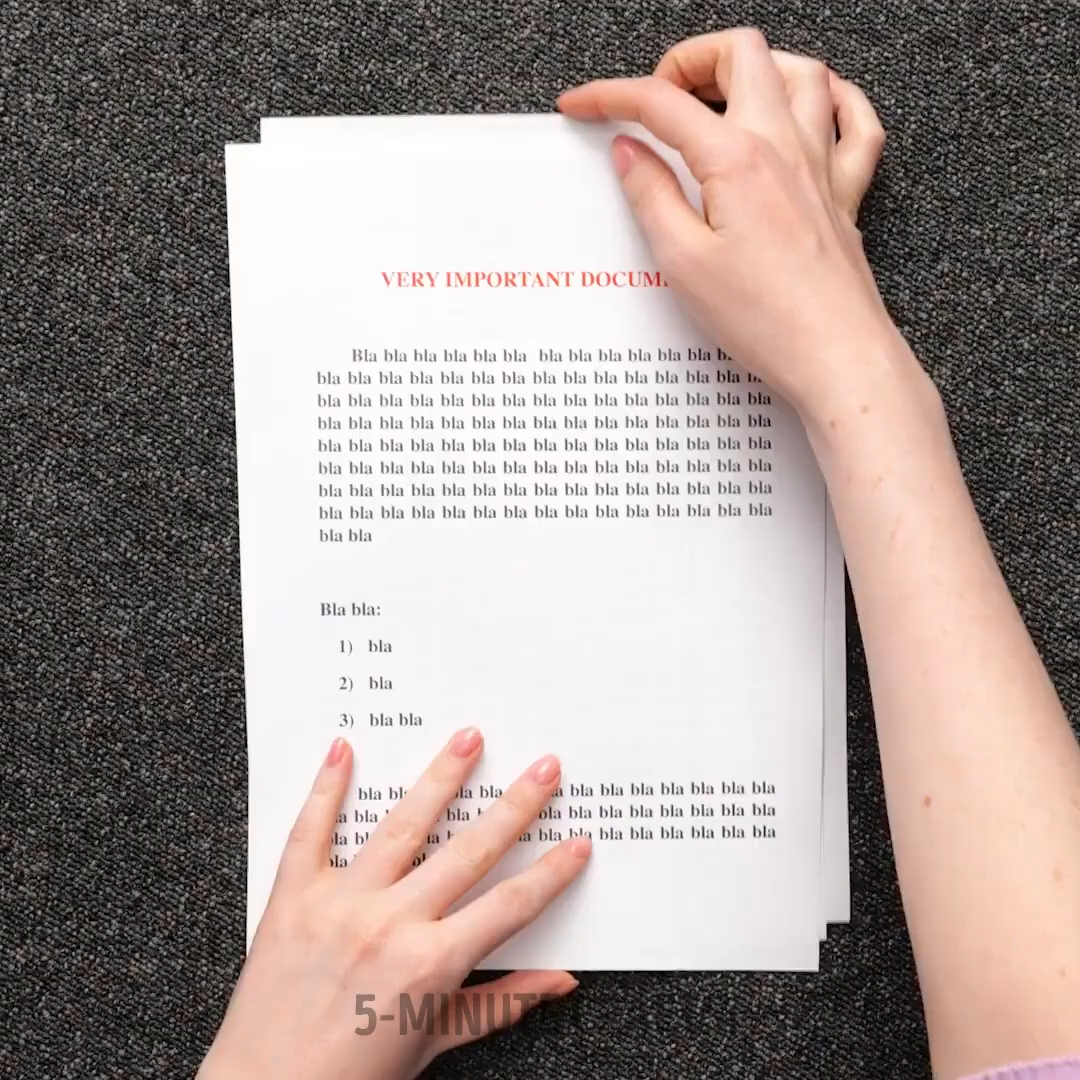 VERY IMPORTANT DOCUM
Bla bla bla bla bla bla bla bla bla bla bla bla
bla bla bla bla bla bla bla bla bla bla bla bla bla bla
bla bla bla bla bla bla bla bla bla bla bla bla bla bla bla
bla bla bla bla bla bla bla bla bla bla bla bla bla bla bla
bla bla bla bla bla bla bla bla bla bla bla bla bla bla bla
bla bla bla bla bla bla bla bla bla bla bla bla bla bla bla
bla bla bla bla bla bla bla bla bla bla bla bla bla bla bla
bla bla bla bla bla bla bla bla bla bla bla bla bla bla bla
bla bla
Bla bla:
1) bla
2) bla
3) bla bla
bla bla bla bla bla bla bla bla bla
bla bla bla bla bla bla bla bla bla
bla bla bla bla bla bla bla bla
bla
5-MINUT